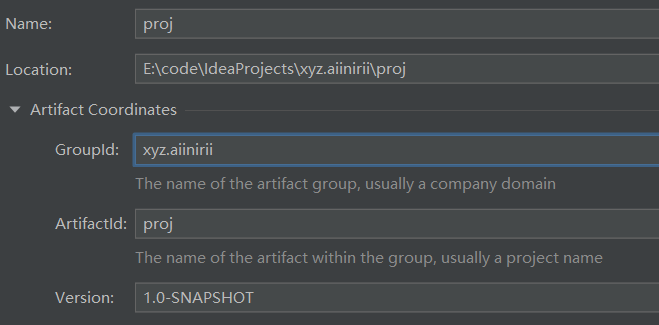 Name: proj
Location: E:\code\IdeaProjects\xyz.aiinirii\proj
Artifact Coordinates
GroupId: xyz.aiinirii
The name of the artifact group, usually a company domain
ArtifactId: proj
The name of the artifact within the group, usually a project name
Version: 1.0-SNAPSHOT